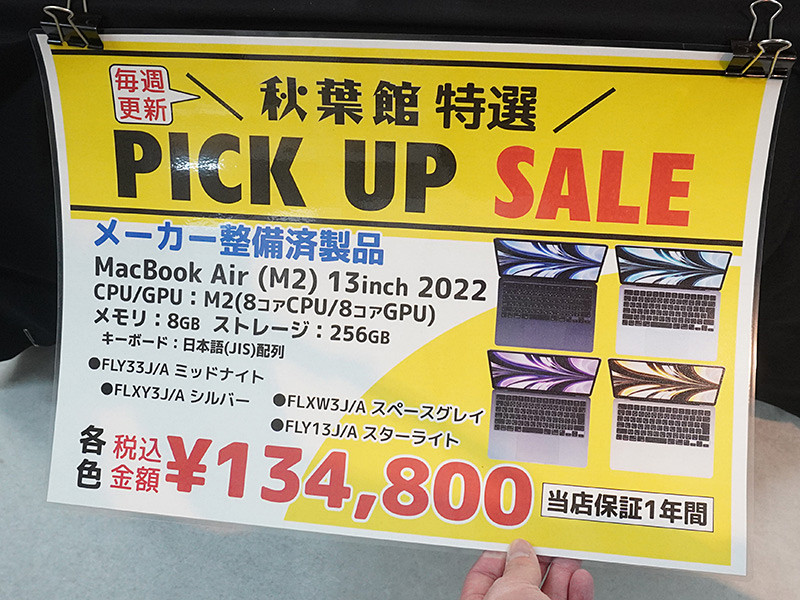 毎週
更新
秋葉館 特選
PICK UP SALE
メーカー整備済製品
MacBook Air (M2) 13inch 2022
CPU/GPU：M2(8コアCPU/8コアGPU)
メモリ：8GB ストレージ：256GB
キーボード：日本語(JIS)配列
●FLY33J/A ミッドナイト
●FLXY3J/A シルバー
●FLXW3J/A スペースグレイ
●FLY13J/A スターライト
各色 税込金額 ¥134,800
当店保証1年間